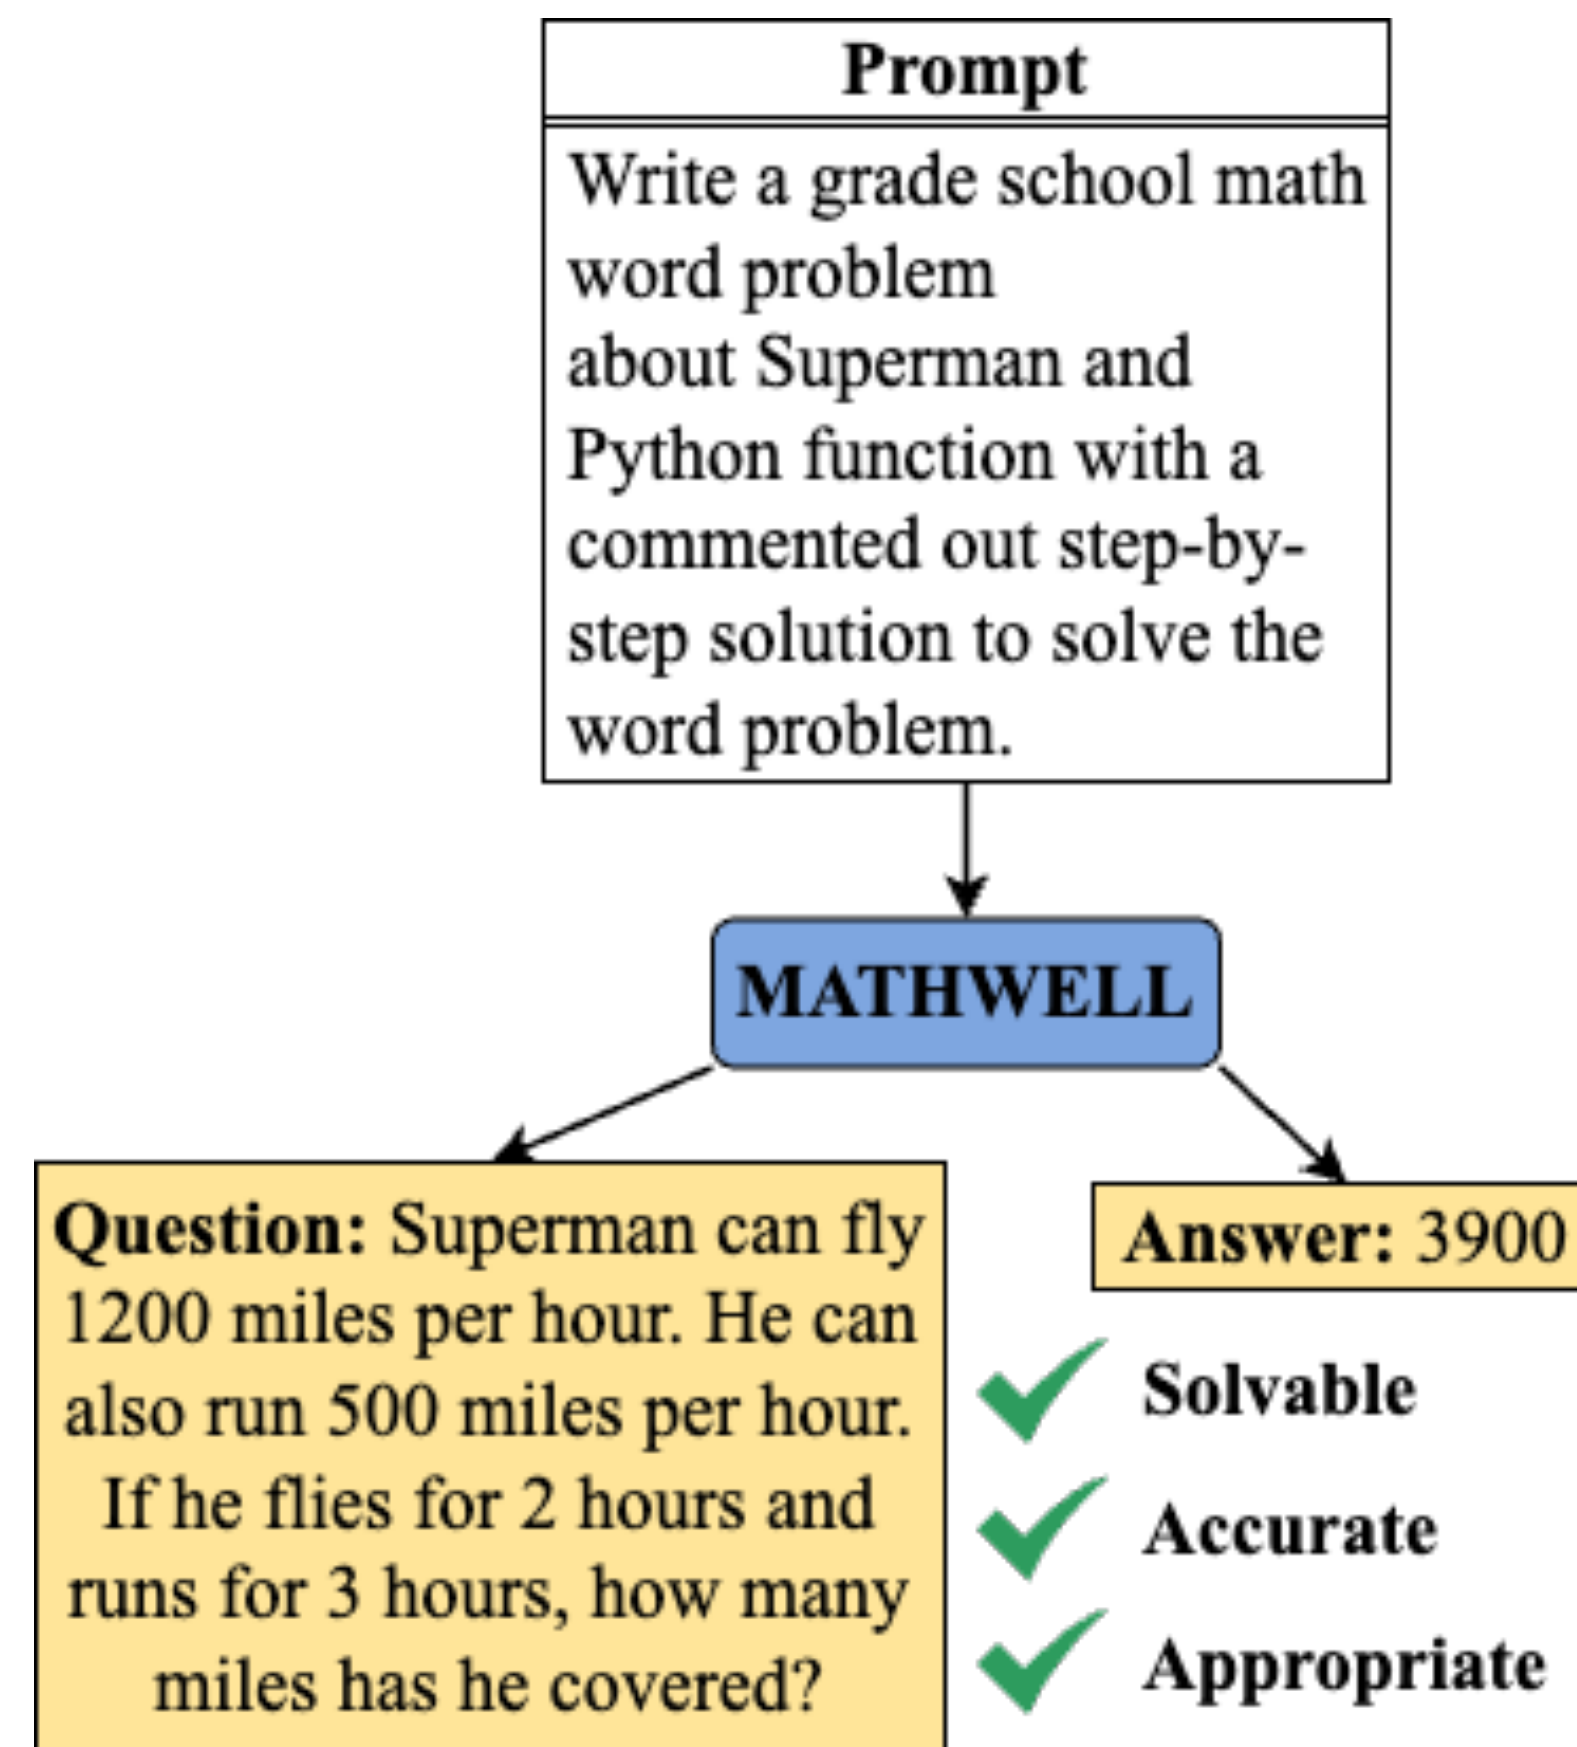 Prompt
Write a grade school math
word problem
about Superman and
Python function with a
commented out step-by-
step solution to solve the
word problem.
MATHWELL
Question: Superman can fly
1200 miles per hour. He can
also run 500 miles per hour.
If he flies for 2 hours and
runs for 3 hours, how many
miles has he covered?
Answer: 3900
Solvable
Accurate
Appropriate